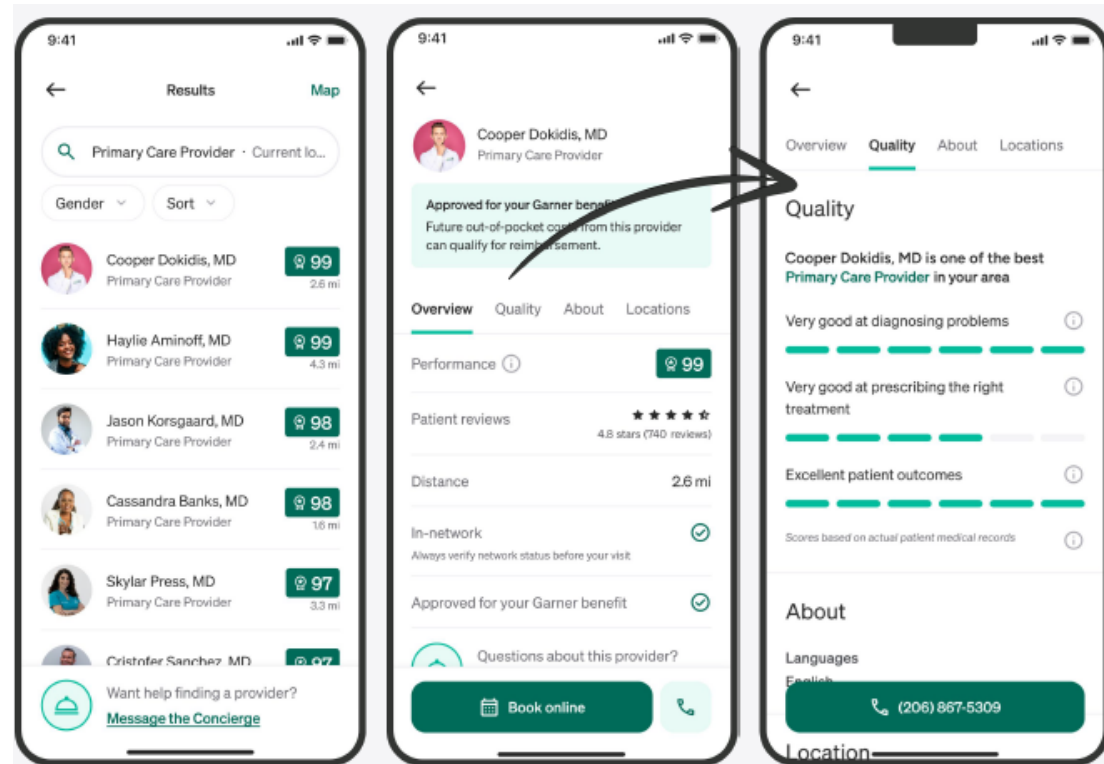 9:41
Results
Map
Primary Care Provider · Current lo...
Gender
Sort
Cooper Dokidis, MD
Primary Care Provider
99
2.6 mi
Haylie Aminoff, MD
Primary Care Provider
99
4.3 mi
Jason Korsgaard, MD
Primary Care Provider
98
2.4 mi
Cassandra Banks, MD
Primary Care Provider
98
1.6 mi
Skylar Press, MD
Primary Care Provider
97
3.3 mi
Cristofer Sanchez, MD
97
Want help finding a provider?
Message the Concierge
9:41
Cooper Dokidis, MD
Primary Care Provider
Approved for your Garner benefit
Future out-of-pocket costs from this provider
can qualify for reimbursement.
Overview
Quality
About
Locations
Performance
99
Patient reviews
4.8 stars (740 reviews)
Distance
2.6 mi
In-network
Always verify network status before your visit
Approved for your Garner benefit
Questions about this provider?
Book online
9:41
Overview
Quality
About
Locations
Quality
Cooper Dokidis, MD is one of the best
Primary Care Provider in your area
Very good at diagnosing problems
Very good at prescribing the right
treatment
Excellent patient outcomes
Scores based on actual patient medical records
About
Languages
English
(206) 867-5309
Location